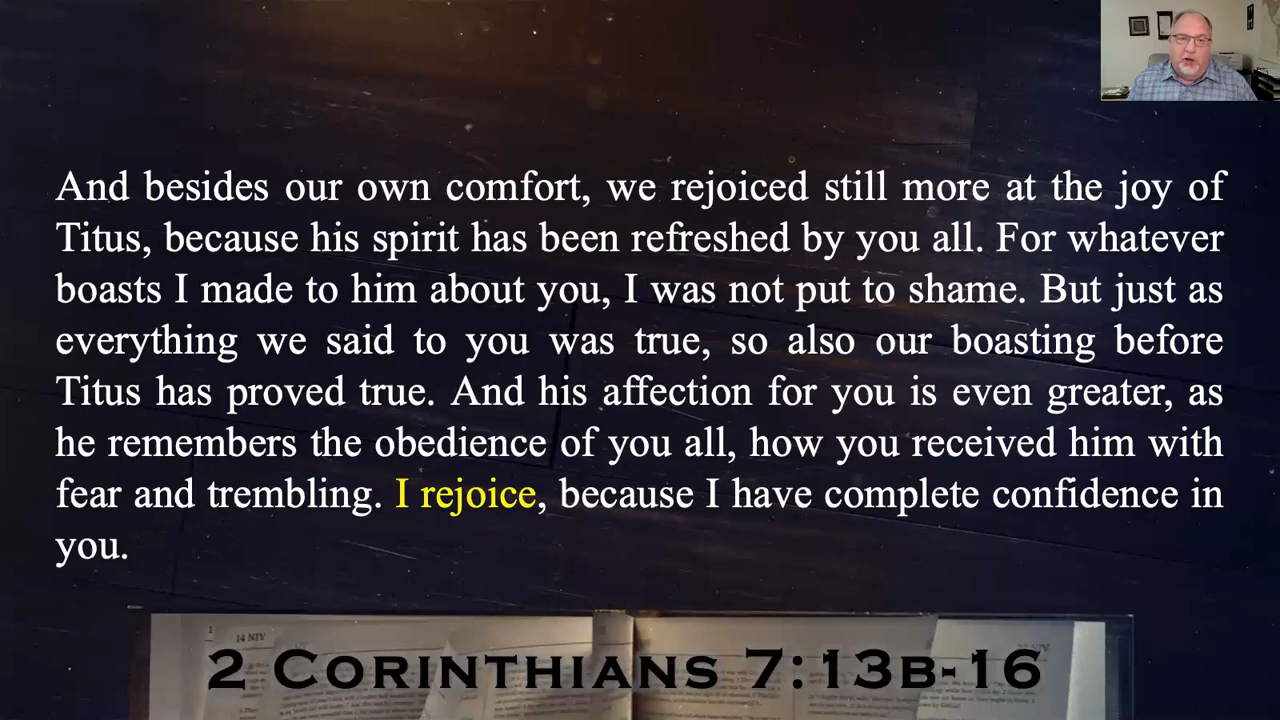 And besides our own comfort, we rejoiced still more at the joy of
Titus, because his spirit has been refreshed by you all. For whatever
boasts I made to him about you, I was not put to shame. But just as
everything we said to you was true, so also our boasting before
Titus has proved true. And his affection for you is even greater, as
he remembers the obedience of you all, how you received him with
fear and trembling. I rejoice, because I have complete confidence in
you.
14 NIV
2 Corinthians 7:13b-16